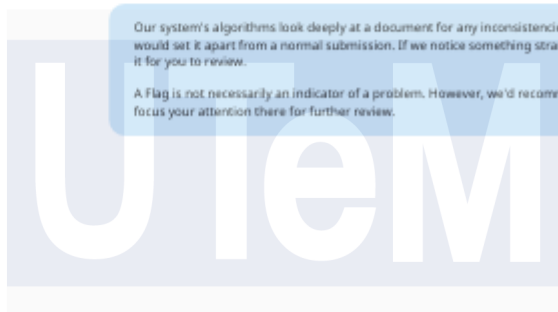 Our system's algorithms look deeply at a document for any
would set it apart from a normal submission. If we notice something
it for you to review.
A Flag is not necessarily an indicator of a problem. However, we'd
focus your attention there for further review.
UTeM